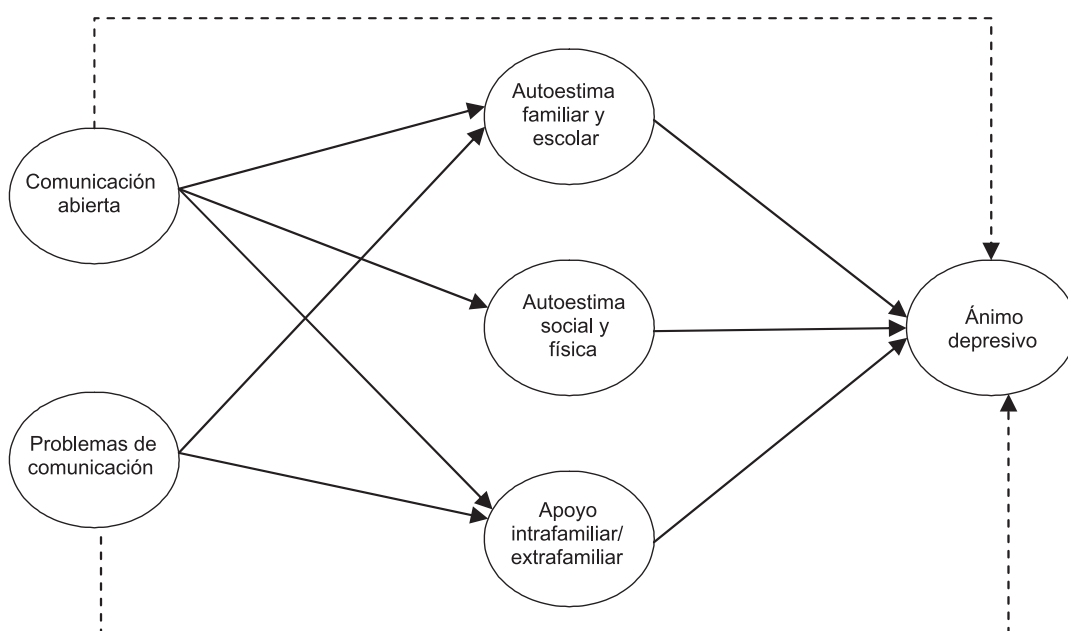 Autoestima
familiar y
escolar
Comunicación
abierta
Autoestima
social y
física
Ánimo
depresivo
Problemas de
comunicación
Apoyo
intrafamiliar/
extrafamiliar